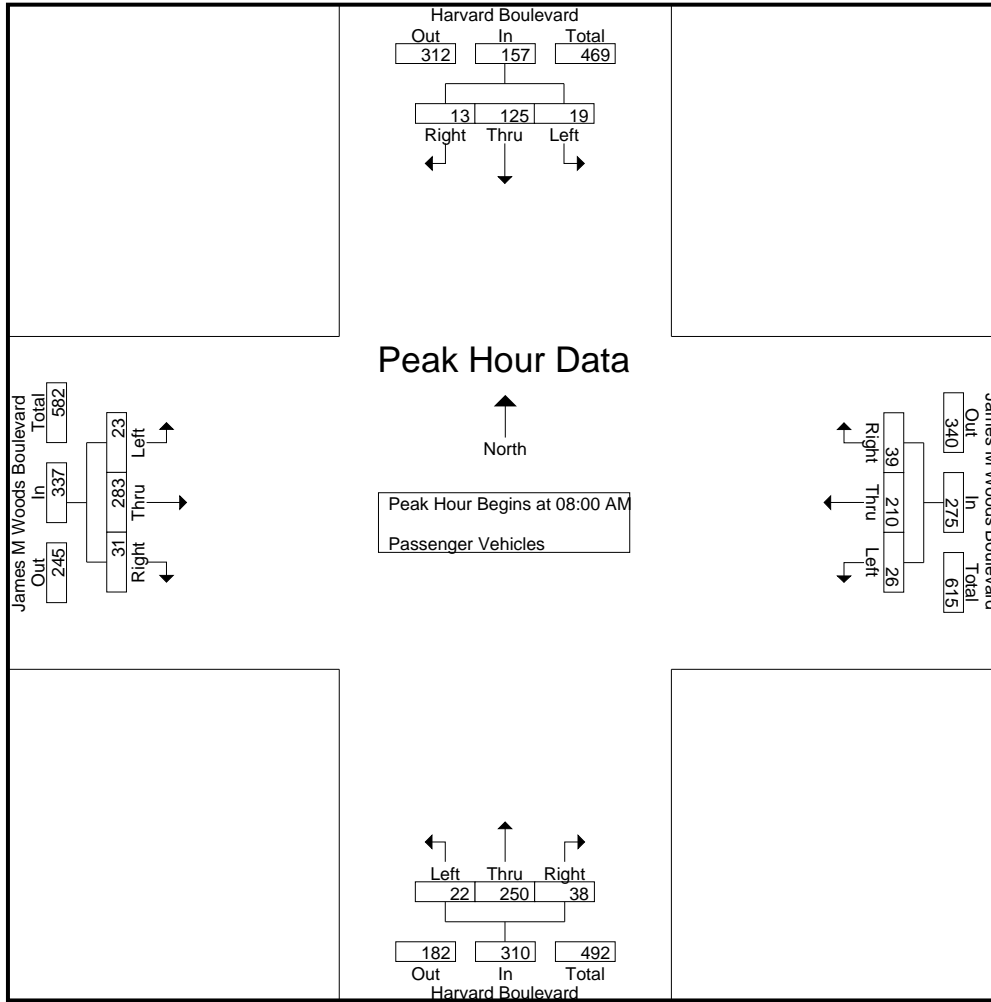 Harvard Boulevard
Out In Total
312 157 469
13 125 19
Right Thru Left
Peak Hour Data
North
Peak Hour Begins at 08:00 AM
Passenger Vehicles
James M Woods Boulevard
Out In Total
245 337 582
31 283 23
Right Thru Left
James M Woods Boulevard
Out In Total
340 275 615
39 210 26
Right Thru Left
Left Thru Right
22 250 38
182 310 492
Out In Total
Harvard Boulevard